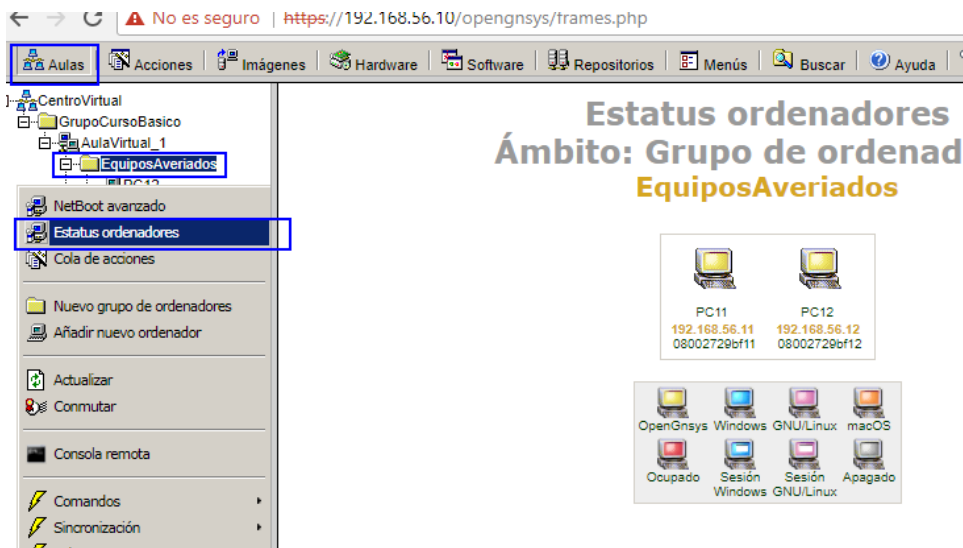 No es seguro | https://192.168.56.10/opengnsys/frames.php
Aulas Acciones Imágenes Hardware Software Repositorios Menús Buscar Ayuda
CentroVirtual
GrupoCursoBasico
AulaVirtual_1
EquiposAveriados
PC12
NetBoot avanzado
Estatus ordenadores
Cola de acciones
Nuevo grupo de ordenadores
Añadir nuevo ordenador
Actualizar
Conmutar
Consola remota
Comandos
Sincronización
Estatus ordenadores
Ámbito: Grupo de ordenad
EquiposAveriados
PC11 PC12
192.168.56.11 192.168.56.12
08002729bf11 08002729bf12
OpenGnsys Windows GNU/Linux macOS
Ocupado Sesión Sesión Apagado
Windows GNU/Linux